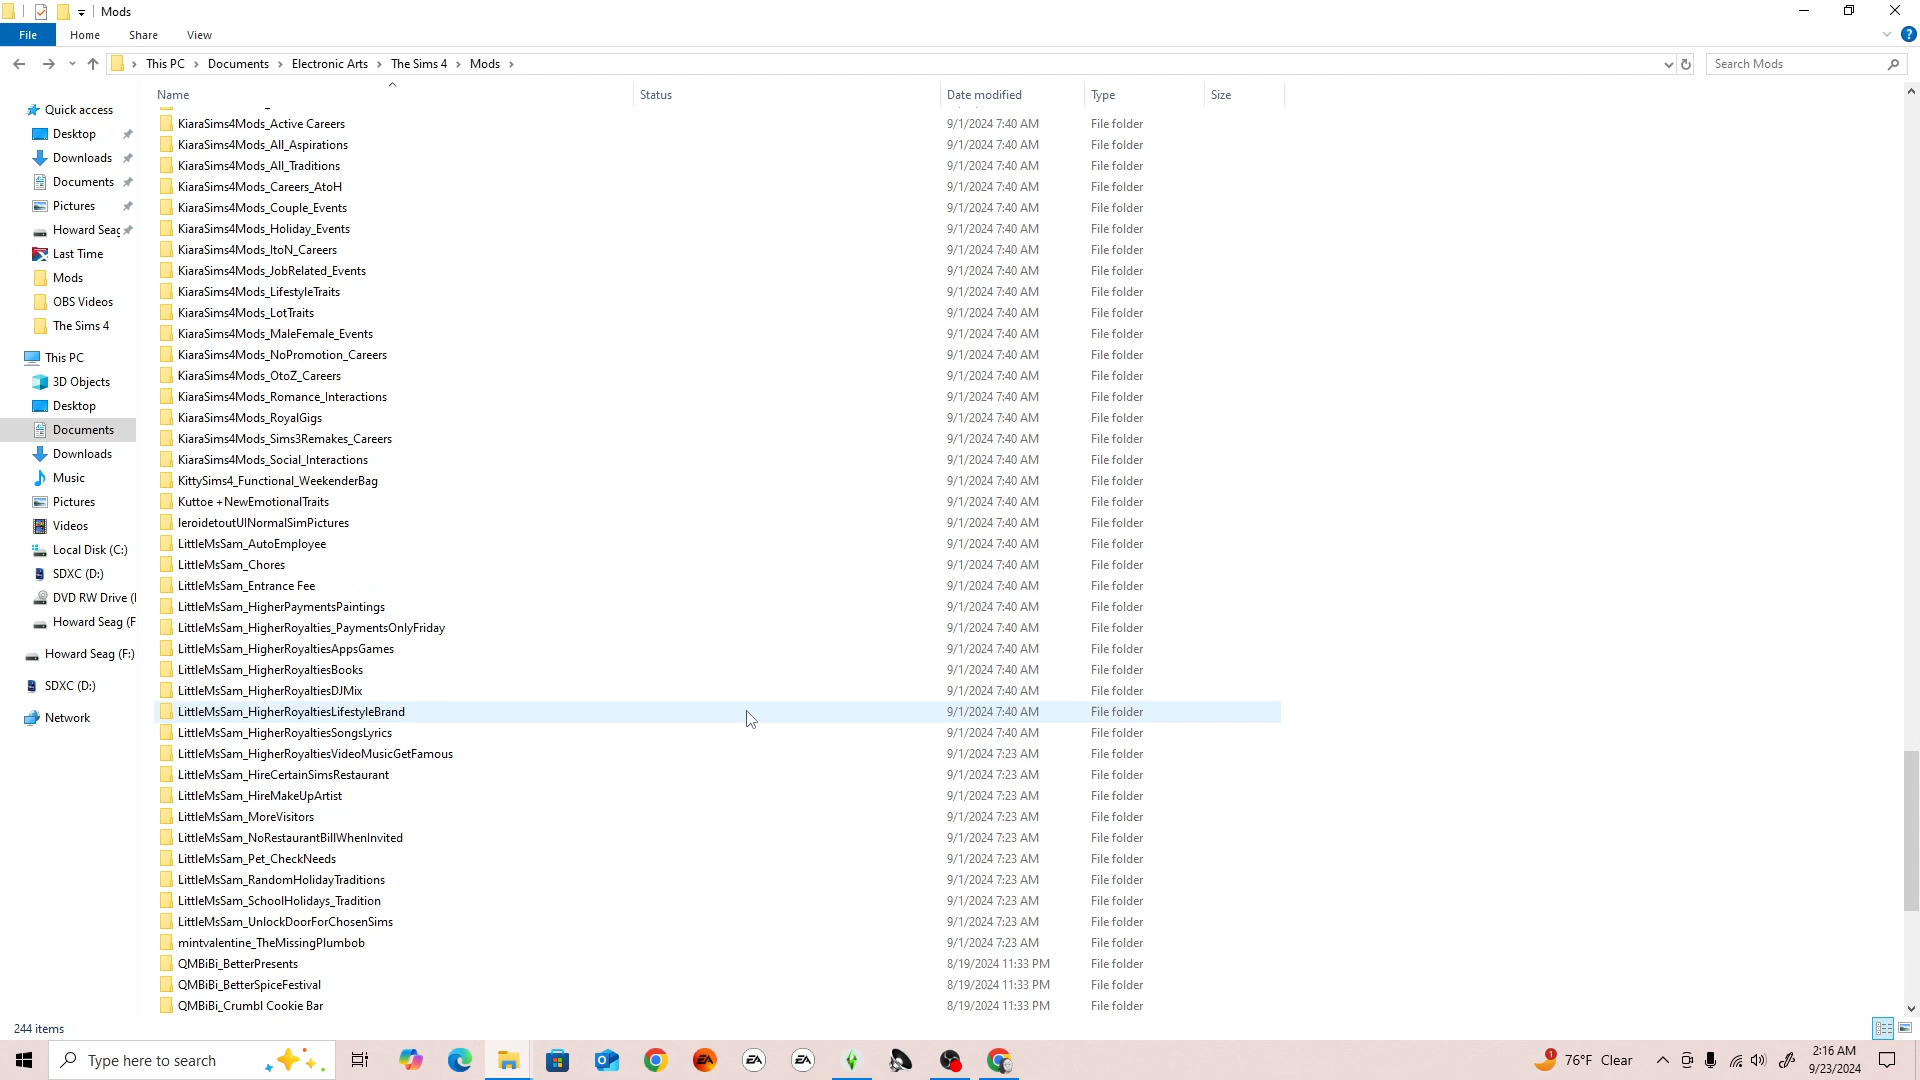 Mods
File Home Share View
This PC Documents Electronic Arts The Sims 4 Mods
Search Mods
Name Status Date modified Type Size
Quick access
Desktop
Downloads
Documents
Pictures
Howard Seag
Last Time
Mods
OBS Videos
The Sims 4
This PC
3D Objects
Desktop
Documents
Downloads
Music
Pictures
Videos
Local Disk (C:)
SDXC (D:)
DVD RW Drive (
Howard Seag (F
Howard Seag (F:)
SDXC (D:)
Network
KiaraSims4Mods_Active Careers 9/1/2024 7:40 AM File folder
KiaraSims4Mods_All_Aspirations 9/1/2024 7:40 AM File folder
KiaraSims4Mods_All_Traditions 9/1/2024 7:40 AM File folder
KiaraSims4Mods_Careers_AtoH 9/1/2024 7:40 AM File folder
KiaraSims4Mods_Couple_Events 9/1/2024 7:40 AM File folder
KiaraSims4Mods_Holiday_Events 9/1/2024 7:40 AM File folder
KiaraSims4Mods_ItoN_Careers 9/1/2024 7:40 AM File folder
KiaraSims4Mods_JobRelated_Events 9/1/2024 7:40 AM File folder
KiaraSims4Mods_LifestyleTraits 9/1/2024 7:40 AM File folder
KiaraSims4Mods_LotTraits 9/1/2024 7:40 AM File folder
KiaraSims4Mods_MaleFemale_Events 9/1/2024 7:40 AM File folder
KiaraSims4Mods_NoPromotion_Careers 9/1/2024 7:40 AM File folder
KiaraSims4Mods_OtoZ_Careers 9/1/2024 7:40 AM File folder
KiaraSims4Mods_Romance_Interactions 9/1/2024 7:40 AM File folder
KiaraSims4Mods_RoyalGigs 9/1/2024 7:40 AM File folder
KiaraSims4Mods_Sims3Remakes_Careers 9/1/2024 7:40 AM File folder
KiaraSims4Mods_Social_Interactions 9/1/2024 7:40 AM File folder
KittySims4_Functional_WeekenderBag 9/1/2024 7:40 AM File folder
Kuttoe +NewEmotionalTraits 9/1/2024 7:40 AM File folder
leroidetoutUINormalSimPictures 9/1/2024 7:40 AM File folder
LittleMsSam_AutoEmployee 9/1/2024 7:40 AM File folder
LittleMsSam_Chores 9/1/2024 7:40 AM File folder
LittleMsSam_Entrance Fee 9/1/2024 7:40 AM File folder
LittleMsSam_HigherPaymentsPaintings 9/1/2024 7:40 AM File folder
LittleMsSam_HigherRoyalties_PaymentsOnlyFriday 9/1/2024 7:40 AM File folder
LittleMsSam_HigherRoyaltiesAppsGames 9/1/2024 7:40 AM File folder
LittleMsSam_HigherRoyaltiesBooks 9/1/2024 7:40 AM File folder
LittleMsSam_HigherRoyaltiesDJMix 9/1/2024 7:40 AM File folder
LittleMsSam_HigherRoyaltiesLifestyleBrand 9/1/2024 7:40 AM File folder
LittleMsSam_HigherRoyaltiesSongsLyrics 9/1/2024 7:40 AM File folder
LittleMsSam_HigherRoyaltiesVideoMusicGetFamous 9/1/2024 7:23 AM File folder
LittleMsSam_HireCertainSimsRestaurant 9/1/2024 7:23 AM File folder
LittleMsSam_HireMakeUpArtist 9/1/2024 7:23 AM File folder
LittleMsSam_MoreVisitors 9/1/2024 7:23 AM File folder
LittleMsSam_NoRestaurantBillWhenInvited 9/1/2024 7:23 AM File folder
LittleMsSam_Pet_CheckNeeds 9/1/2024 7:23 AM File folder
LittleMsSam_RandomHolidayTraditions 9/1/2024 7:23 AM File folder
LittleMsSam_SchoolHolidays_Tradition 9/1/2024 7:23 AM File folder
LittleMsSam_UnlockDoorForChosenSims 9/1/2024 7:23 AM File folder
mintvalentine_TheMissingPlumbob 9/1/2024 7:23 AM File folder
QMBiBi_BetterPresents 8/19/2024 11:33 PM File folder
QMBiBi_BetterSpiceFestival 8/19/2024 11:33 PM File folder
QMBiBi_Crumbl Cookie Bar 8/19/2024 11:33 PM File folder
244 items
Type here to search
EA EA EA
1 76°F Clear
2:16 AM
9/23/2024